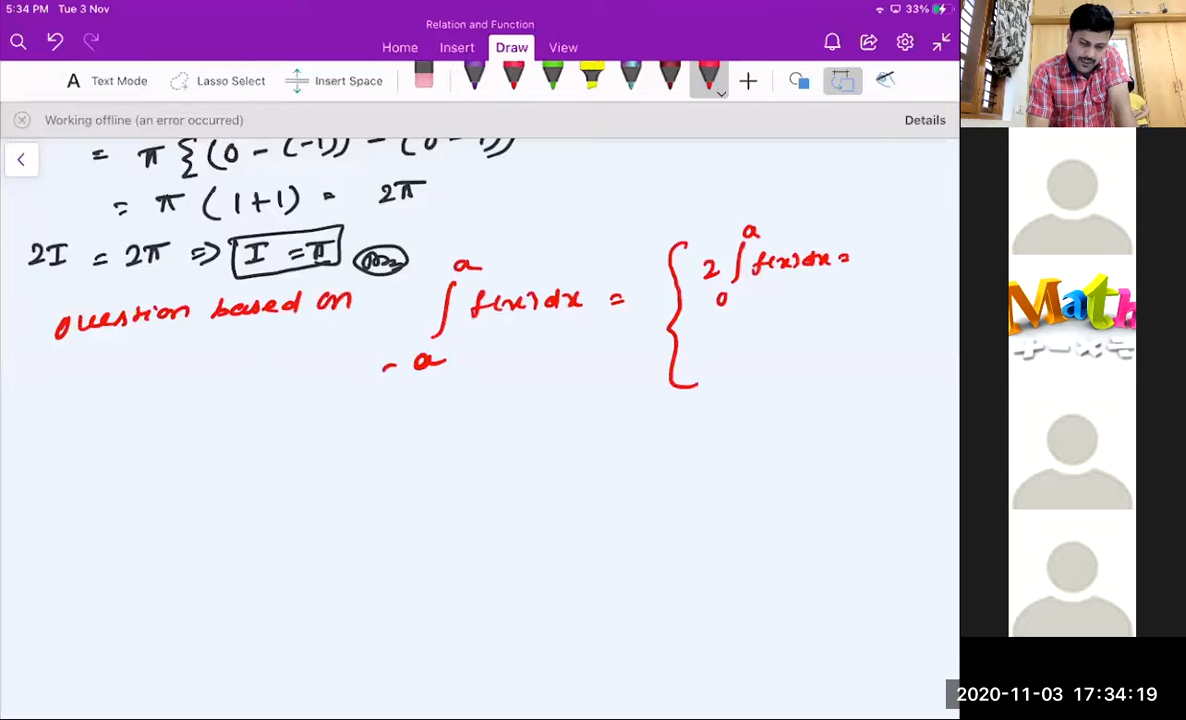 5:34 PM Tue 3 Nov
33%
Relation and Function
Home Insert Draw View
A Text Mode Lasso Select Insert Space
Working offline (an error occurred) Details
= π {(0 - (-1)) - (0 - 1)}
= π (1+1) = 2π
2I = 2π => I = π
question based on ∫ -a a f(x) dx = { 2 ∫ 0 a f(x) dx =
Math
2020-11-03 17:34:19